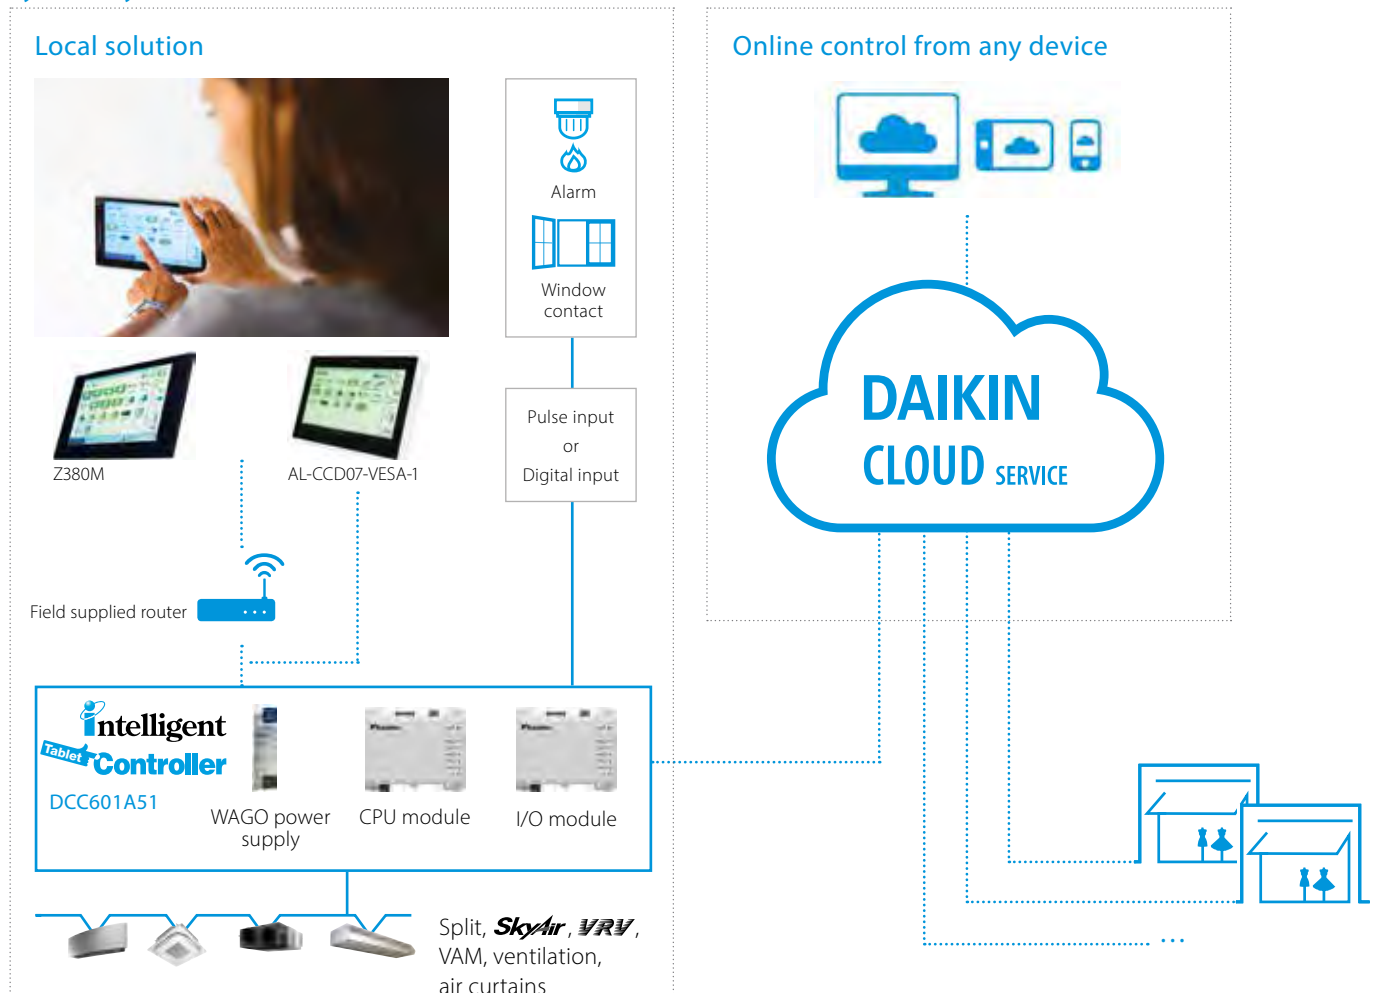 Local solution
Alarm
Window
contact
Z380M
AL-CCD07-VESA-1
Pulse input
or
Digital input
Field supplied router
intelligent
Tablet Controller
DCC601A51
WAGO power
supply
CPU module
I/O module
Split, SkyAir, VRV,
VAM, ventilation,
air curtains
Online control from any device
DAIKIN
CLOUD SERVICE
...